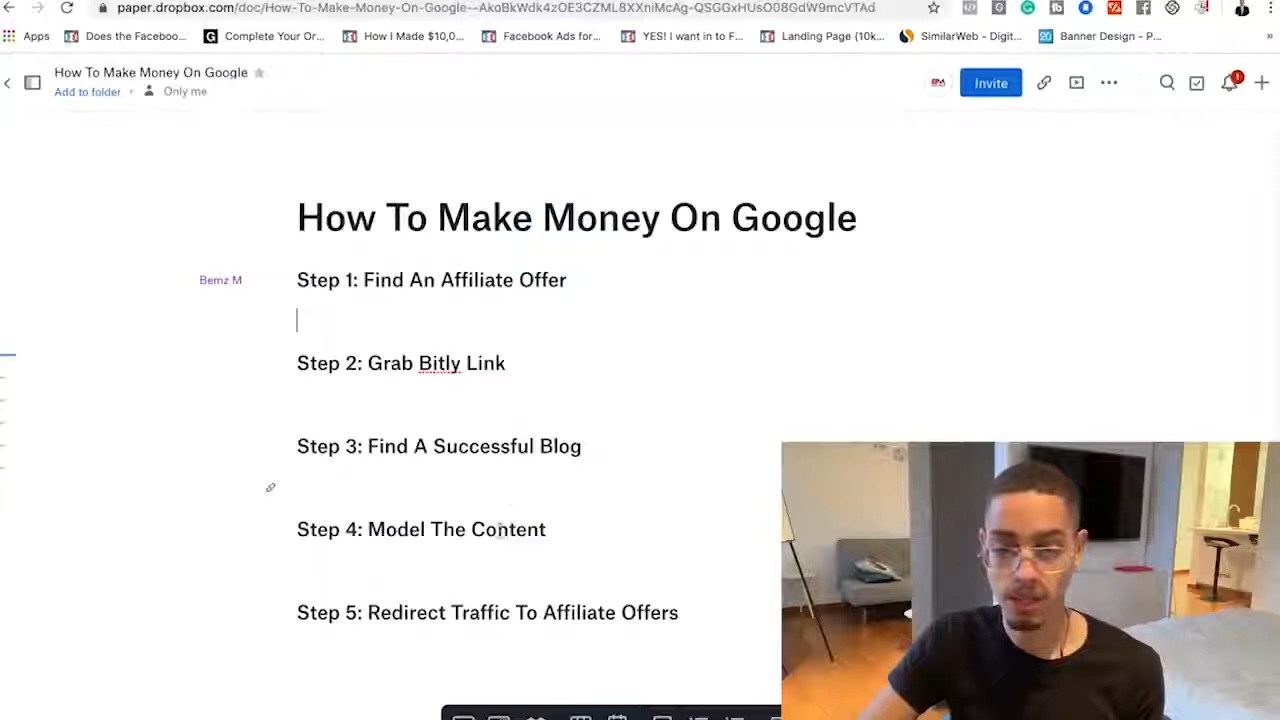 paper.dropbox.com/doc/How-To-Make-Money-On-Google--AkoBkWdk4zOE3CZML8XXniMcAg-QSGGxHUsO08GdW9mcVTAd
Apps Does the Faceboo... Complete Your Or... How I Made $10,0... Facebook Ads for... YES! I want in to F... Landing Page (10k... SimilarWeb - Digit... Banner Design - P... »
How To Make Money On Google
Add to folder • Only me
Invite
How To Make Money On Google
Bernz M
Step 1: Find An Affiliate Offer
Step 2: Grab Bitly Link
Step 3: Find A Successful Blog
Step 4: Model The Content
Step 5: Redirect Traffic To Affiliate Offers